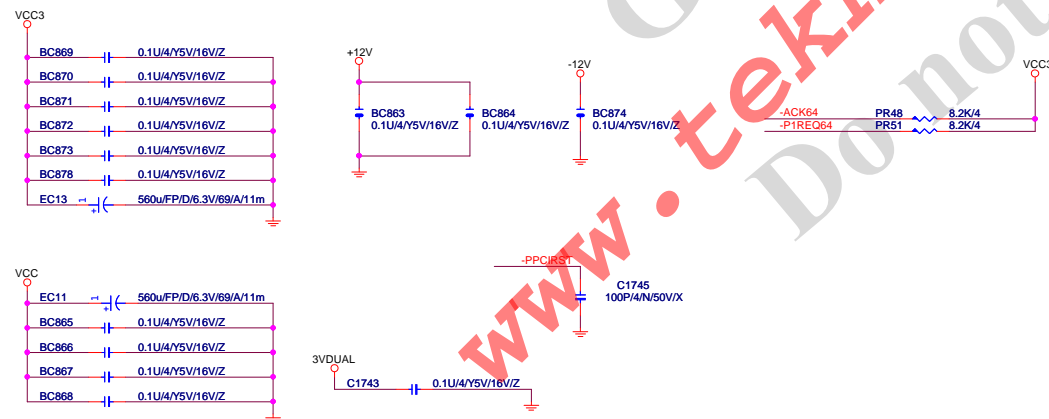 VCC3
BC869 0.1U/4/Y5V/16V/Z
BC870 0.1U/4/Y5V/16V/Z
BC871 0.1U/4/Y5V/16V/Z
BC872 0.1U/4/Y5V/16V/Z
BC873 0.1U/4/Y5V/16V/Z
BC878 0.1U/4/Y5V/16V/Z
EC13 1 + 560u/FP/D/6.3V/69/A/11m
+12V
BC863
0.1U/4/Y5V/16V/Z
BC864
0.1U/4/Y5V/16V/Z
-12V
BC874
0.1U/4/Y5V/16V/Z
VCC3
-ACK64 PR48 8.2K/4
-P1REQ64 PR51 8.2K/4
VCC
EC11 1 + 560u/FP/D/6.3V/69/A/11m
BC865 0.1U/4/Y5V/16V/Z
BC866 0.1U/4/Y5V/16V/Z
BC867 0.1U/4/Y5V/16V/Z
BC868 0.1U/4/Y5V/16V/Z
-PPCIRST
C1745
100P/4/N/50V/X
3VDUAL
C1743 0.1U/4/Y5V/16V/Z
www.tek
Do not